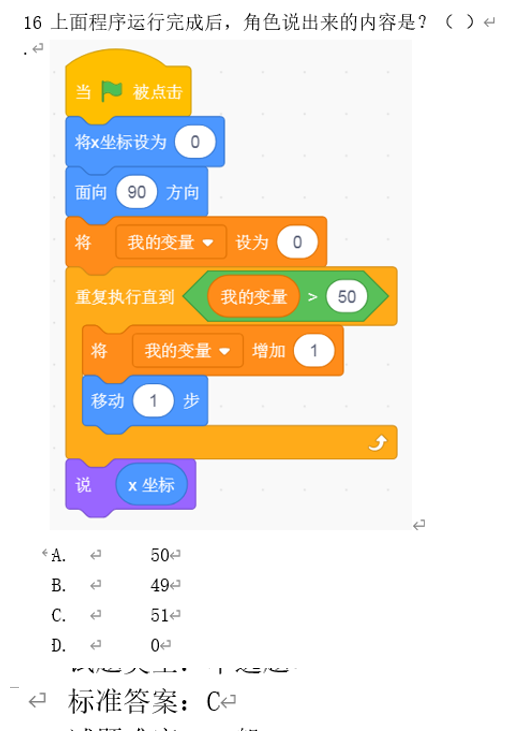 16 上面程序运行完成后，角色说出来的内容是？（ ）
.
当 被点击
将x坐标设为 0
面向 90 方向
将 我的变量 设为 0
重复执行直到 我的变量 > 50
将 我的变量 增加 1
移动 1 步
说 x 坐标
A. 50
B. 49
C. 51
D. 0
标准答案：C